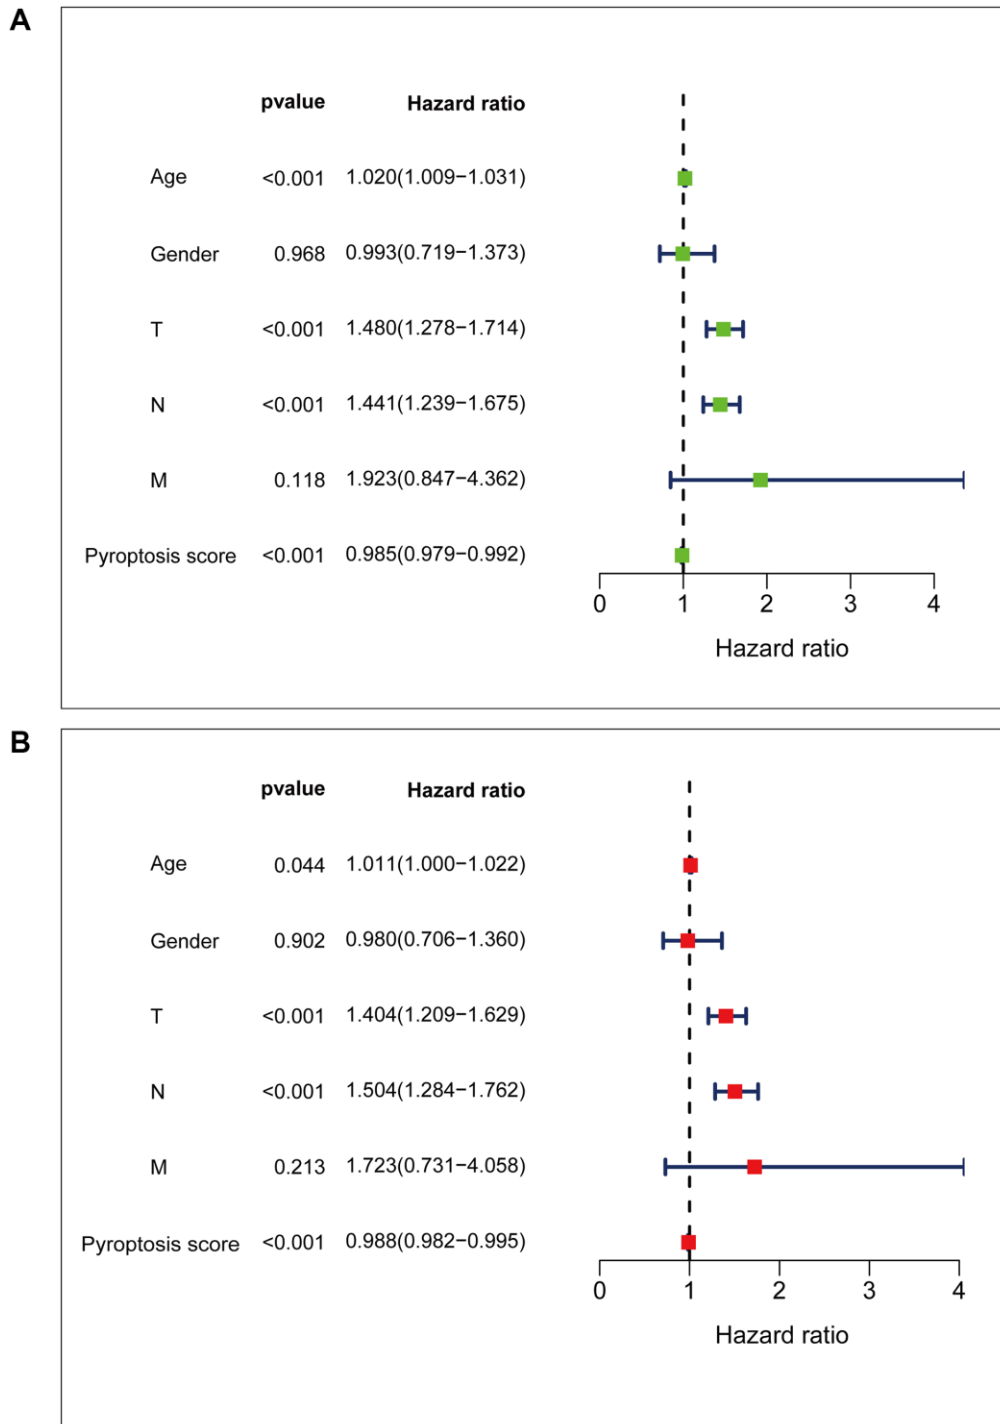 A
pvalue Hazard ratio
Age <0.001 1.020(1.009−1.031)
Gender 0.968 0.993(0.719−1.373)
T <0.001 1.480(1.278−1.714)
N <0.001 1.441(1.239−1.675)
M 0.118 1.923(0.847−4.362)
Pyroptosis score <0.001 0.985(0.979−0.992)
0 1 2 3 4
Hazard ratio
B
pvalue Hazard ratio
Age 0.044 1.011(1.000−1.022)
Gender 0.902 0.980(0.706−1.360)
T <0.001 1.404(1.209−1.629)
N <0.001 1.504(1.284−1.762)
M 0.213 1.723(0.731−4.058)
Pyroptosis score <0.001 0.988(0.982−0.995)
0 1 2 3 4
Hazard ratio